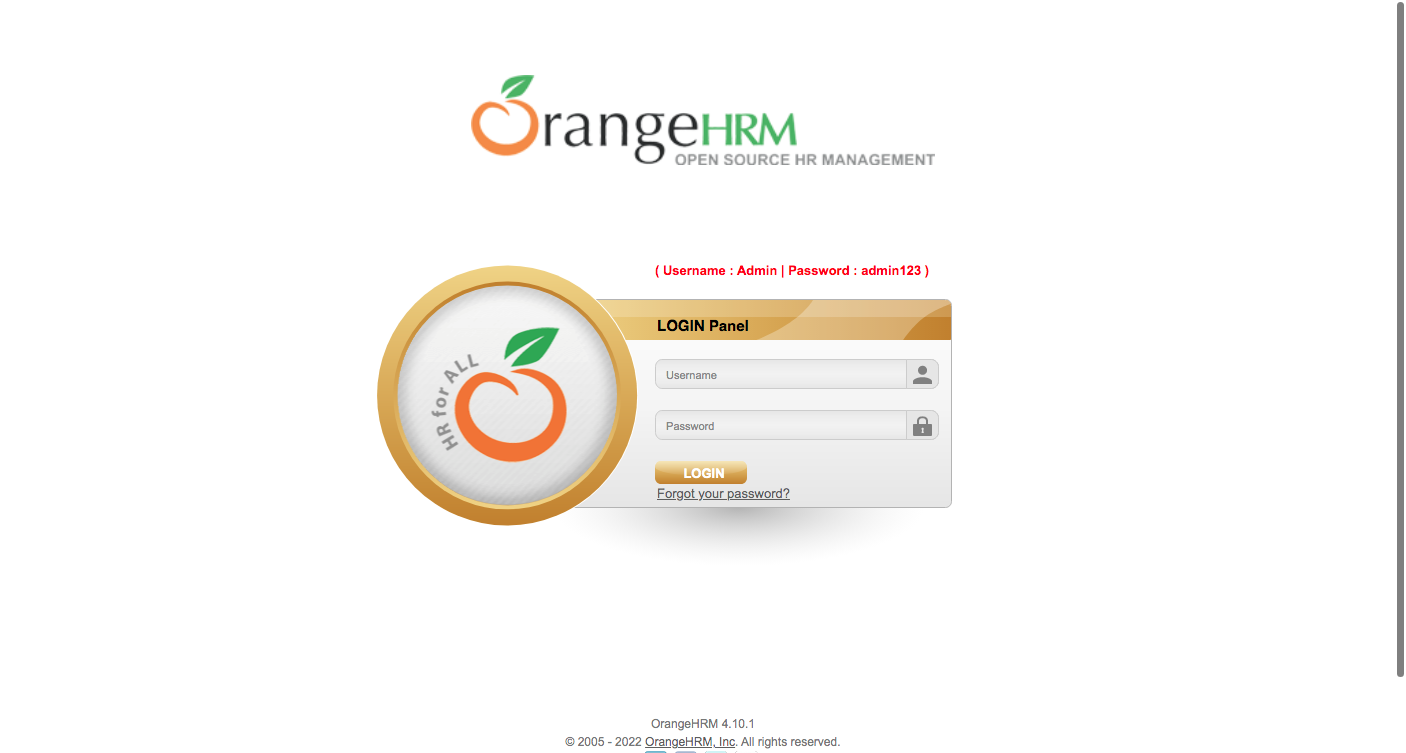 OrangeHRM
OPEN SOURCE HR MANAGEMENT
( Username : Admin | Password : admin123 )
LOGIN Panel
HR for ALL
Username
Password
LOGIN
Forgot your password?
OrangeHRM 4.10.1
© 2005 - 2022 OrangeHRM, Inc. All rights reserved.